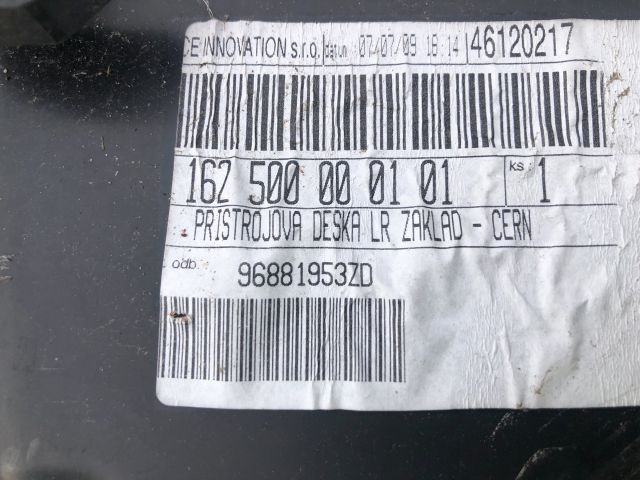 CE INNOVATION s.r.o. datum 07/07/09 18:14 46120217
162 500 00 01 01 ks: 1
PRISTROJOVA DESKA LR ZAKLAD - CERN
odb. 96881953ZD